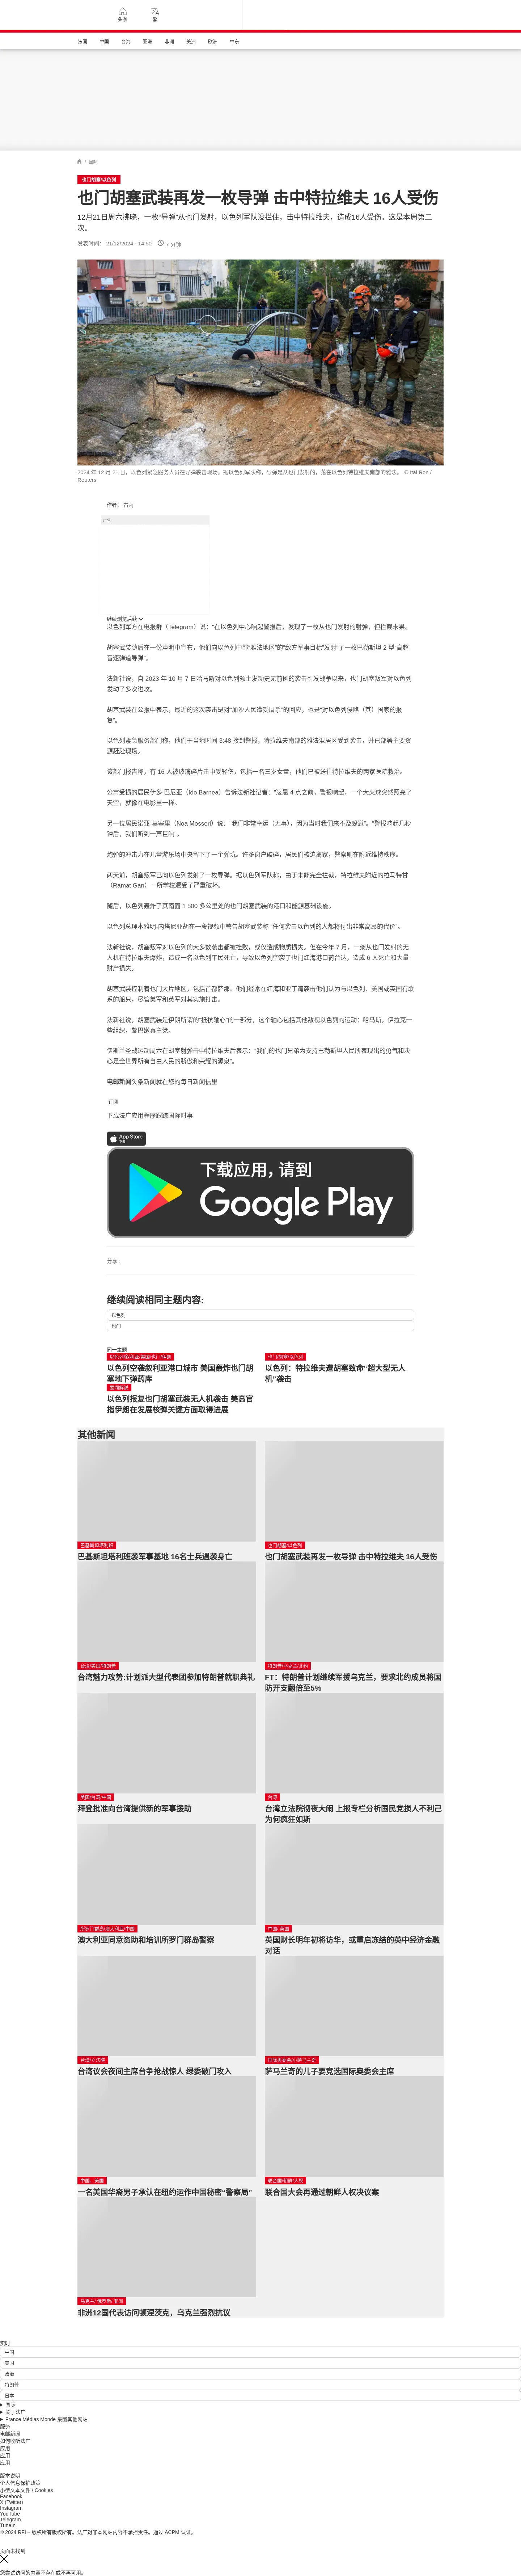 头条
繁
法国
中国
台海
亚洲
非洲
美洲
欧洲
中东
/ 国际
也门胡塞/以色列
也门胡塞武装再发一枚导弹 击中特拉维夫 16人受伤
12月21日周六拂晓，一枚“导弹”从也门发射，以色列军队没拦住，击中特拉维夫，造成16人受伤。这是本周第二
次。
发表时间： 21/12/2024 - 14:50 7 分钟
2024 年 12 月 21 日，以色列紧急服务人员在导弹袭击现场。据以色列军队称，导弹是从也门发射的，落在以色列特拉维夫南部的雅法。 © Itai Ron /
Reuters
作者： 古莉
广告
继续浏览后续
以色列军方在电报群（Telegram）说：“在以色列中心响起警报后，发现了一枚从也门发射的射弹，但拦截未果。
胡塞武装随后在一份声明中宣布，他们向以色列中部“雅法地区”的“敌方军事目标”发射“了一枚巴勒斯坦 2 型”高超
音速弹道导弹”。
法新社说，自 2023 年 10 月 7 日哈马斯对以色列领土发动史无前例的袭击引发战争以来，也门胡塞叛军对以色列
发动了多次进攻。
胡塞武装在公报中表示，最近的这次袭击是对“加沙人民遭受屠杀”的回应，也是“对以色列侵略（其）国家的报
复”。
以色列紧急服务部门称，他们于当地时间 3:48 接到警报，特拉维夫南部的雅法混居区受到袭击，并已部署主要资
源赶赴现场。
该部门报告称，有 16 人被玻璃碎片击中受轻伤，包括一名三岁女童，他们已被送往特拉维夫的两家医院救治。
公寓受损的居民伊多·巴尼亚（Ido Barnea）告诉法新社记者：“凌晨 4 点之前，警报响起，一个大火球突然照亮了
天空，就像在电影里一样。
另一位居民诺亚-莫塞里（Noa Mosseri）说：“我们非常幸运（无事），因为当时我们来不及躲避”。“警报响起几秒
钟后，我们听到一声巨响”。
炮弹的冲击力在儿童游乐场中央留下了一个弹坑。许多窗户破碎，居民们被迫离家，警察则在附近维持秩序。
两天前，胡塞叛军已向以色列发射了一枚导弹。据以色列军队称，由于未能完全拦截，特拉维夫附近的拉马特甘
（Ramat Gan）一所学校遭受了严重破坏。
随后，以色列轰炸了其南面 1 500 多公里处的也门胡塞武装的港口和能源基础设施。
以色列总理本雅明·内塔尼亚胡在一段视频中警告胡塞武装称 “任何袭击以色列的人都将付出非常高昂的代价”。
法新社说，胡塞叛军对以色列的大多数袭击都被挫败，或仅造成物质损失。但在今年 7 月，一架从也门发射的无
人机在特拉维夫爆炸，造成一名以色列平民死亡，导致以色列空袭了也门红海港口荷台达，造成 6 人死亡和大量
财产损失。
胡塞武装控制着也门大片地区，包括首都萨那。他们经常在红海和亚丁湾袭击他们认为与以色列、美国或英国有联
系的船只，尽管美军和英军对其实施打击。
法新社说，胡塞武装是伊朗所谓的“抵抗轴心”的一部分，这个轴心包括其他敌视以色列的运动：哈马斯，伊拉克一
些组织，黎巴嫩真主党。
伊斯兰圣战运动周六在胡塞射弹击中特拉维夫后表示：“我们的也门兄弟为支持巴勒斯坦人民所表现出的勇气和决
心是全世界所有自由人民的骄傲和荣耀的源泉”。
电邮新闻头条新闻就在您的每日新闻信里
订阅
下载法广应用程序跟踪国际时事
App Store
下载
下载应用，请到
Google Play
分享 :
继续阅读相同主题内容:
以色列
也门
同一主题
以色列/叙利亚/美国/也门/伊朗
以色列空袭叙利亚港口城市 美国轰炸也门胡
塞地下弹药库
也门/胡塞/以色列
以色列：特拉维夫遭胡塞致命“超大型无人
机”袭击
要闻解说
以色列报复也门胡塞武装无人机袭击 美高官
指伊朗在发展核弹关键方面取得进展
其他新闻
巴基斯坦塔利班
巴基斯坦塔利班袭军事基地 16名士兵遇袭身亡
也门胡塞/以色列
也门胡塞武装再发一枚导弹 击中特拉维夫 16人受伤
台湾/美国/特朗普
台湾魅力攻势:计划派大型代表团参加特朗普就职典礼
特朗普/乌克兰/北约
FT：特朗普计划继续军援乌克兰，要求北约成员将国
防开支翻倍至5%
美国/台湾/中国
拜登批准向台湾提供新的军事援助
台湾
台湾立法院彻夜大闹 上报专栏分析国民党损人不利己
为何疯狂如斯
所罗门群岛/澳大利亚/中国
澳大利亚同意资助和培训所罗门群岛警察
中国/ 英国
英国财长明年初将访华，或重启冻结的英中经济金融
对话
台湾/立法院
台湾议会夜间主席台争抢战惊人 绿委破门攻入
国际奥委会/小萨马兰奇
萨马兰奇的儿子要竞选国际奥委会主席
中国、美国
一名美国华裔男子承认在纽约运作中国秘密“警察局”
联合国/朝鲜/人权
联合国大会再通过朝鲜人权决议案
乌克兰/ 俄罗斯/ 非洲
非洲12国代表访问顿涅茨克，乌克兰强烈抗议
实时
中国
美国
政治
特朗普
日本
国际
关于法广
France Médias Monde 集团其他网站
服务
电邮新闻
如何收听法广
应用
应用
应用
版本说明
个人信息保护政策
小型文本文件 / Cookies
Facebook
X (Twitter)
Instagram
YouTube
Telegram
TuneIn
© 2024 RFI – 版权所有版权所有。法广对非本网站内容不承担责任。通过 ACPM 认证。
页面未找到
您尝试访问的内容不存在或不再可用。